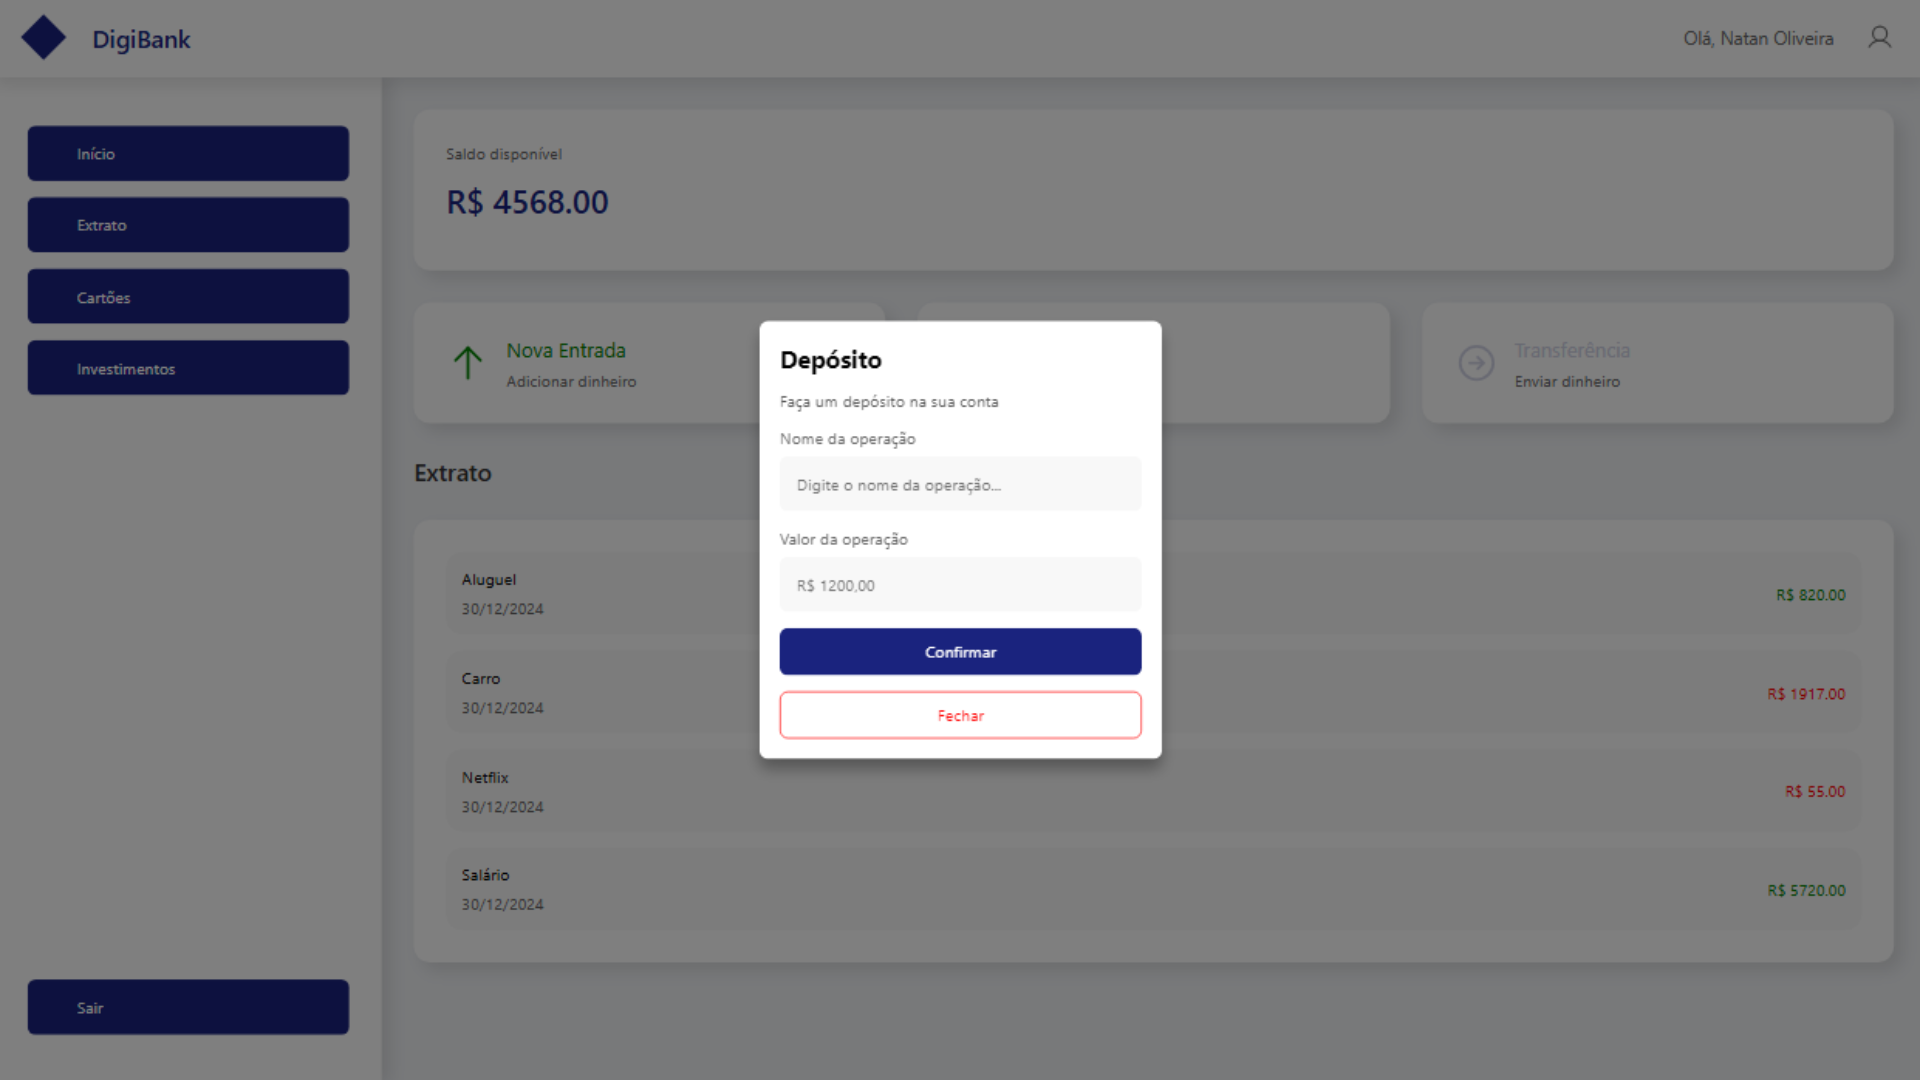 DigiBank
Olá, Natan Oliveira
Início
Extrato
Cartões
Investimentos
Sair
Saldo disponível
R$ 4568.00
Nova Entrada
Adicionar dinheiro
Transferência
Enviar dinheiro
Extrato
Aluguel
30/12/2024
R$ 820.00
Carro
30/12/2024
R$ 1917.00
Netflix
30/12/2024
R$ 55.00
Salário
30/12/2024
R$ 5720.00
Depósito
Faça um depósito na sua conta
Nome da operação
Digite o nome da operação...
Valor da operação
R$ 1200,00
Confirmar
Fechar